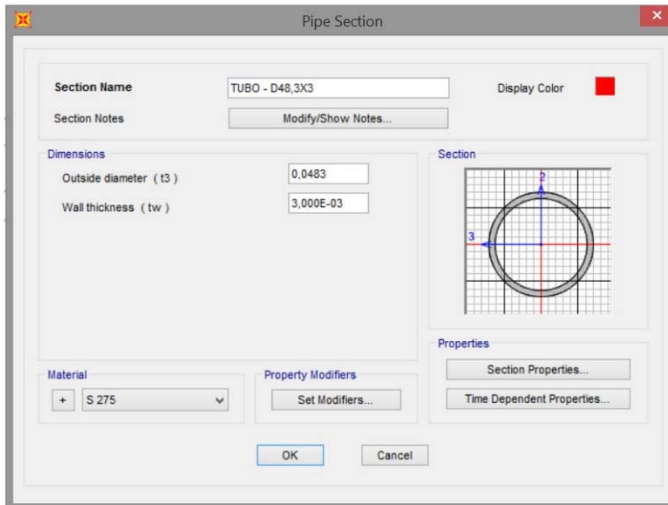 Pipe Section
Section Name TUBO - D48,3X3 Display Color
Section Notes Modify/Show Notes...
Dimensions
Outside diameter ( t3 ) 0,0483
Wall thickness ( tw ) 3,000E-03
Section
2
3
Properties
Section Properties...
Time Dependent Properties...
Material
+ S 275
Property Modifiers
Set Modifiers...
OK Cancel